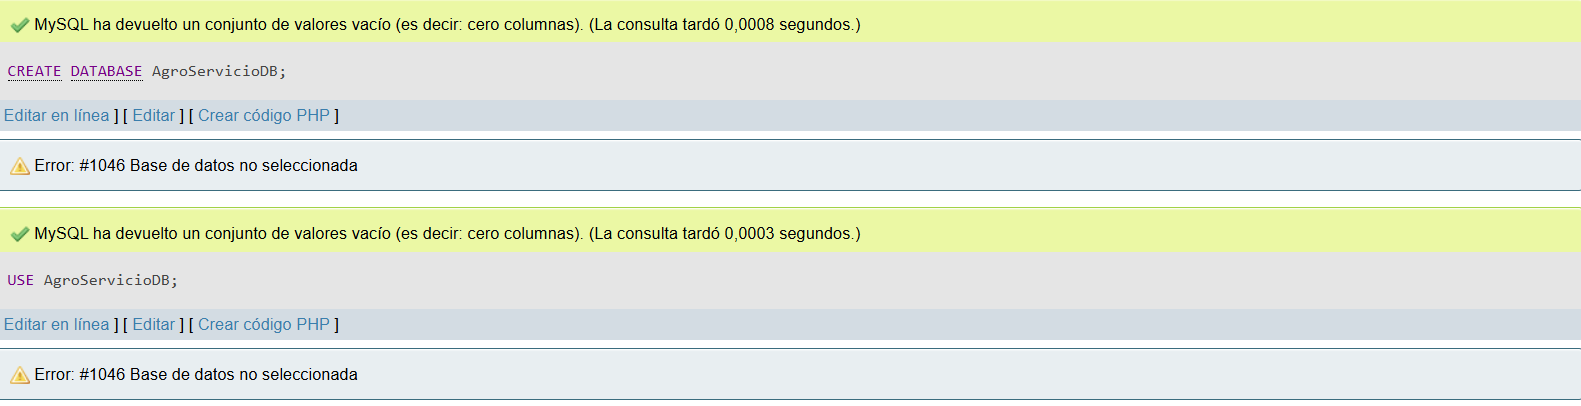 MySQL ha devuelto un conjunto de valores vacío (es decir: cero columnas). (La consulta tardó 0,0008 segundos.)
CREATE DATABASE AgroServicioDB;
Editar en línea ] [ Editar ] [ Crear código PHP ]
Error: #1046 Base de datos no seleccionada
MySQL ha devuelto un conjunto de valores vacío (es decir: cero columnas). (La consulta tardó 0,0003 segundos.)
USE AgroServicioDB;
Editar en línea ] [ Editar ] [ Crear código PHP ]
Error: #1046 Base de datos no seleccionada